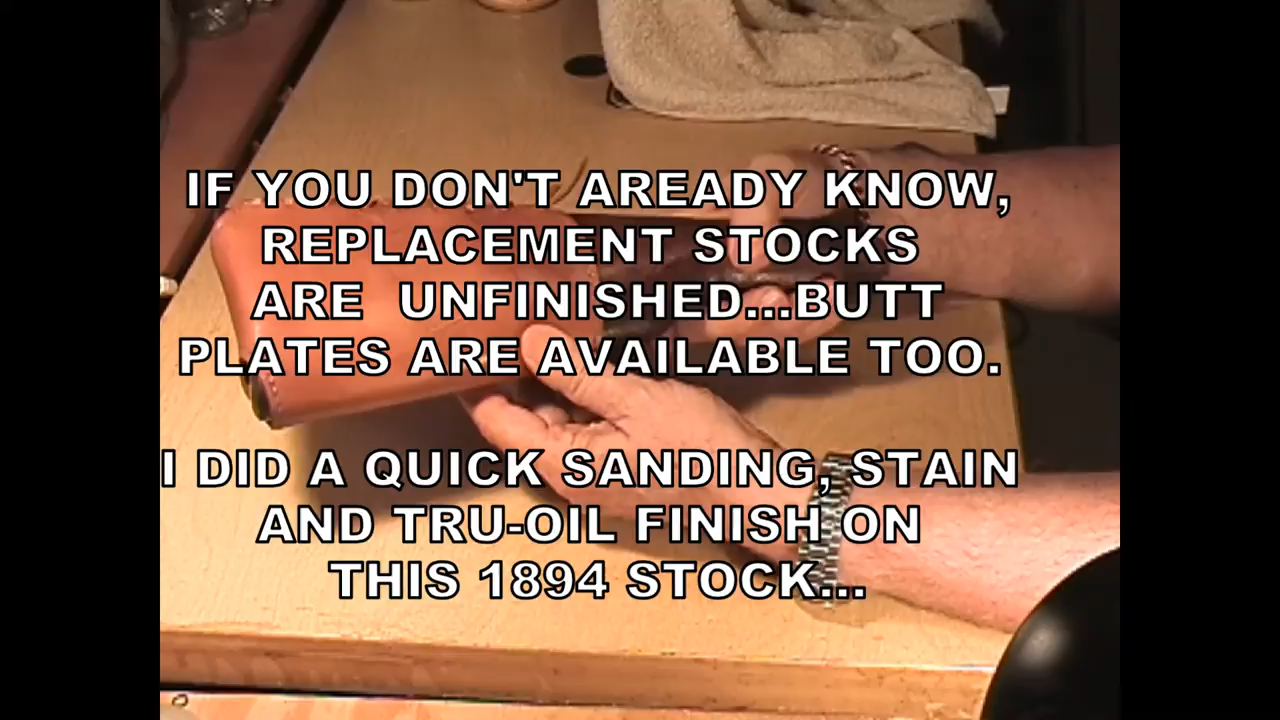 IF YOU DON'T AREADY KNOW,
REPLACEMENT STOCKS
ARE UNFINISHED...BUTT
PLATES ARE AVAILABLE TOO.
I DID A QUICK SANDING, STAIN
AND TRU-OIL FINISH ON
THIS 1894 STOCK...